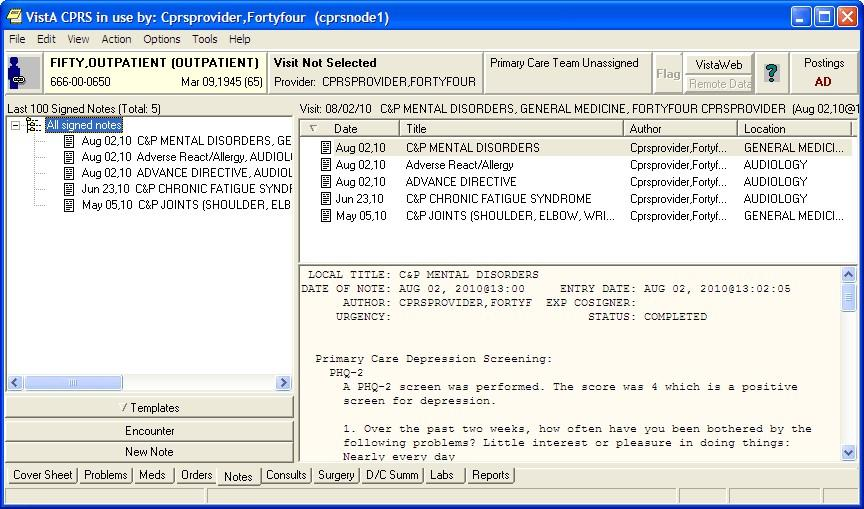 VistA CPRS in use by: Cprsprovider,Fortyfour (cprsnode1)
File Edit View Action Options Tools Help
FIFTY,OUTPATIENT (OUTPATIENT)
666-00-0650 Mar 09,1945 (65)
Visit Not Selected
Provider: CPRSPROVIDER,FORTYFOUR
Primary Care Team Unassigned
Flag
VistaWeb
Remote Data
?
Postings
AD
Last 100 Signed Notes (Total: 5)
All signed notes
Aug 02,10 C&P MENTAL DISORDERS, GE
Aug 02,10 Adverse React/Allergy, AUDIOL
Aug 02,10 ADVANCE DIRECTIVE, AUDIO
Jun 23,10 C&P CHRONIC FATIGUE SYNDF
May 05,10 C&P JOINTS (SHOULDER, ELB
Templates
Encounter
New Note
Visit: 08/02/10 C&P MENTAL DISORDERS, GENERAL MEDICINE, FORTYFOUR CPRSPROVIDER (Aug 02,10@1
Date Title Author Location
Aug 02,10 C&P MENTAL DISORDERS Cprsprovider,Fortyf... GENERAL MEDICI...
Aug 02,10 Adverse React/Allergy Cprsprovider,Fortyf... AUDIOLOGY
Aug 02,10 ADVANCE DIRECTIVE Cprsprovider,Fortyf... AUDIOLOGY
Jun 23,10 C&P CHRONIC FATIGUE SYNDROME Cprsprovider,Fortyf... AUDIOLOGY
May 05,10 C&P JOINTS (SHOULDER, ELBOW, WRI... Cprsprovider,Fortyf... GENERAL MEDICI...
LOCAL TITLE: C&P MENTAL DISORDERS
DATE OF NOTE: AUG 02, 2010@13:00 ENTRY DATE: AUG 02, 2010@13:02:05
AUTHOR: CPRSPROVIDER,FORTYF EXP COSIGNER:
URGENCY: STATUS: COMPLETED
Primary Care Depression Screening:
PHQ-2
A PHQ-2 screen was performed. The score was 4 which is a positive
screen for depression.
1. Over the past two weeks, how often have you been bothered by the
following problems? Little interest or pleasure in doing things:
Nearly every day
Cover Sheet Problems Meds Orders Notes Consults Surgery D/C Summ Labs Reports